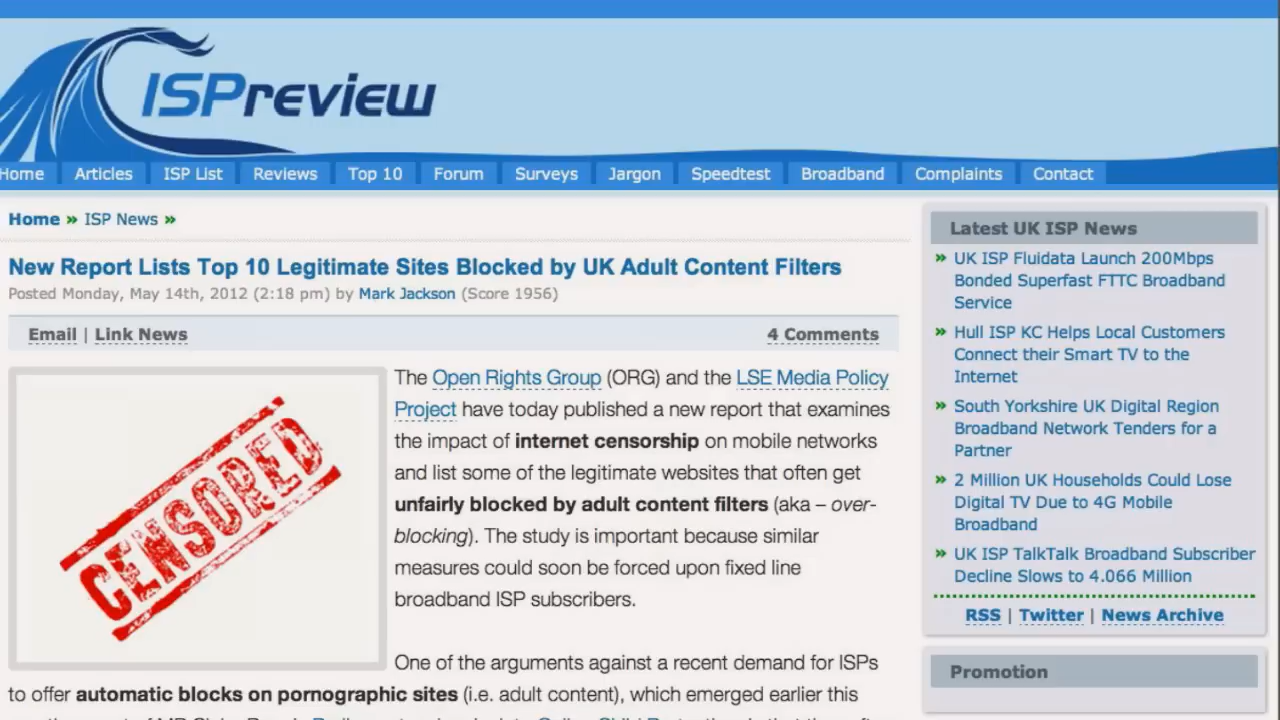 ISPreview
Home Articles ISP List Reviews Top 10 Forum Surveys Jargon Speedtest Broadband Complaints Contact
Home » ISP News »
New Report Lists Top 10 Legitimate Sites Blocked by UK Adult Content Filters
Posted Monday, May 14th, 2012 (2:18 pm) by Mark Jackson (Score 1956)
Email | Link News
4 Comments
CENSORED
The Open Rights Group (ORG) and the LSE Media Policy
Project have today published a new report that examines
the impact of internet censorship on mobile networks
and list some of the legitimate websites that often get
unfairly blocked by adult content filters (aka – over-
blocking). The study is important because similar
measures could soon be forced upon fixed line
broadband ISP subscribers.
One of the arguments against a recent demand for ISPs
to offer automatic blocks on pornographic sites (i.e. adult content), which emerged earlier this
Latest UK ISP News
» UK ISP Fluidata Launch 200Mbps
Bonded Superfast FTTC Broadband
Service
» Hull ISP KC Helps Local Customers
Connect their Smart TV to the
Internet
» South Yorkshire UK Digital Region
Broadband Network Tenders for a
Partner
» 2 Million UK Households Could Lose
Digital TV Due to 4G Mobile
Broadband
» UK ISP TalkTalk Broadband Subscriber
Decline Slows to 4.066 Million
RSS | Twitter | News Archive
Promotion